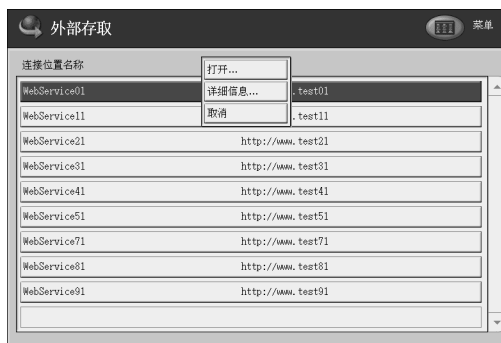 外部存取
菜单
连接位置名称
打开...
详细信息...
取消
WebService01 .test01
WebService11 .test11
WebService21 http://www.test21
WebService31 http://www.test31
WebService41 http://www.test41
WebService51 http://www.test51
WebService71 http://www.test71
WebService81 http://www.test81
WebService91 http://www.test91